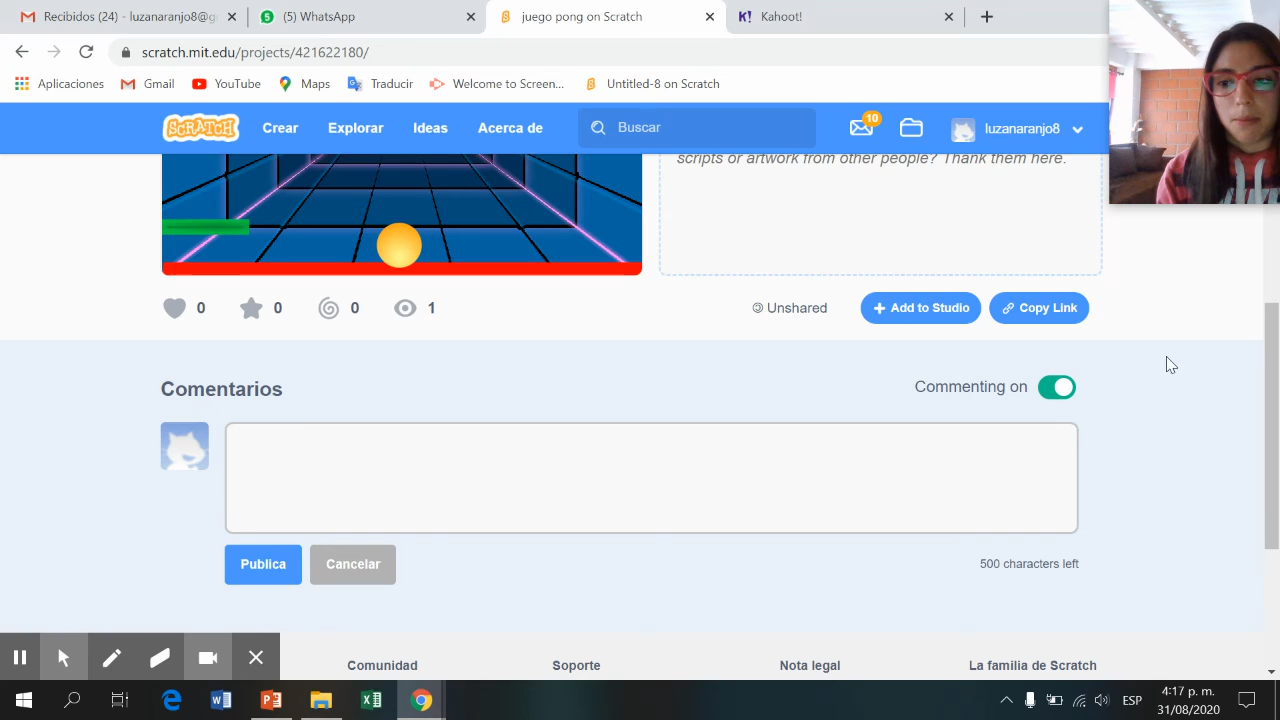 Recibidos (24) - luzanaranjo8@g
5
(5) WhatsApp
juego pong on Scratch
K! Kahoot!
scratch.mit.edu/projects/421622180/
Aplicaciones
Gmail
YouTube
Maps
Traducir
Welcome to Screen...
Untitled-8 on Scratch
SCRATCH
Crear
Explorar
Ideas
Acerca de
Buscar
10
luzanaranjo8
scripts or artwork from other people? Thank them here.
0
0
0
1
Unshared
Add to Studio
Copy Link
Comentarios
Commenting on
Publica
Cancelar
500 characters left
Comunidad
Soporte
Nota legal
La familia de Scratch
ESP
4:17 p. m.
31/08/2020